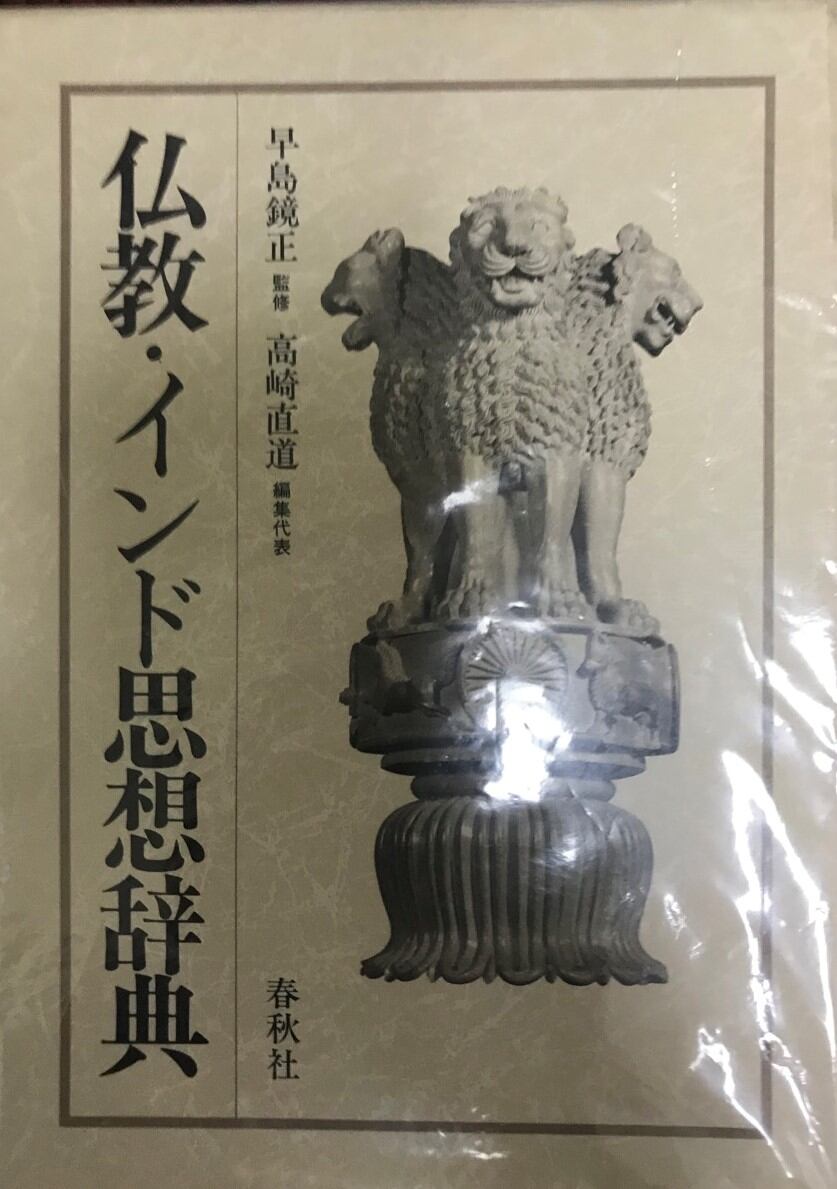 仏教・インド思想辞典
早島鏡正 監修 高崎直道 編集代表
春秋社